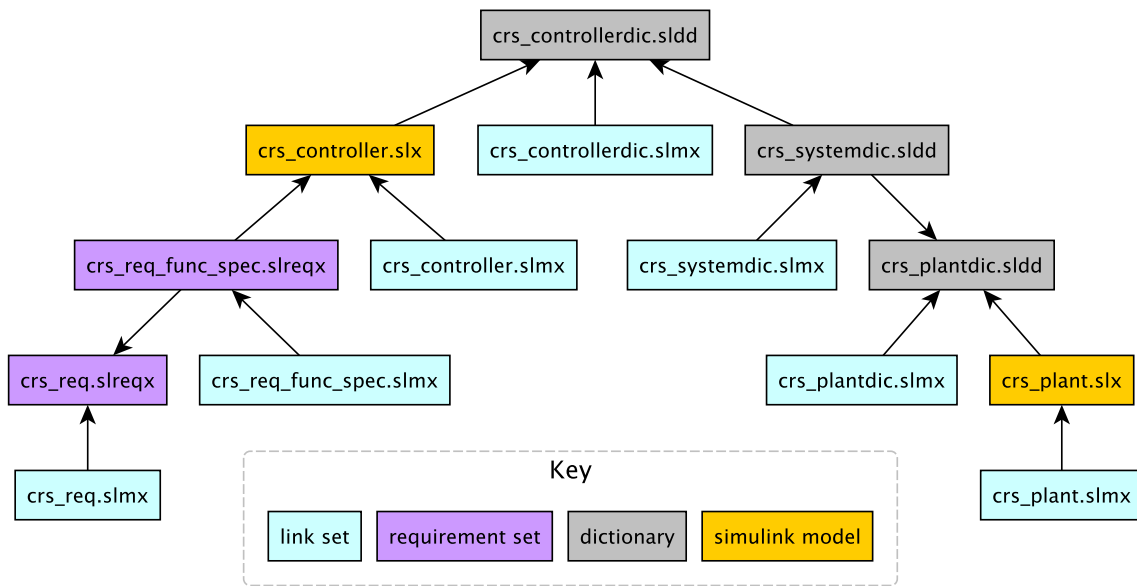 crs_controllerdic.sldd
crs_controller.slx
crs_controllerdic.slmx
crs_systemdic.sldd
crs_req_func_spec.slreqx
crs_controller.slmx
crs_systemdic.slmx
crs_plantdic.sldd
crs_req.slreqx
crs_req_func_spec.slmx
crs_plantdic.slmx
crs_plant.slx
crs_req.slmx
crs_plant.slmx
Key
link set
requirement set
dictionary
simulink model